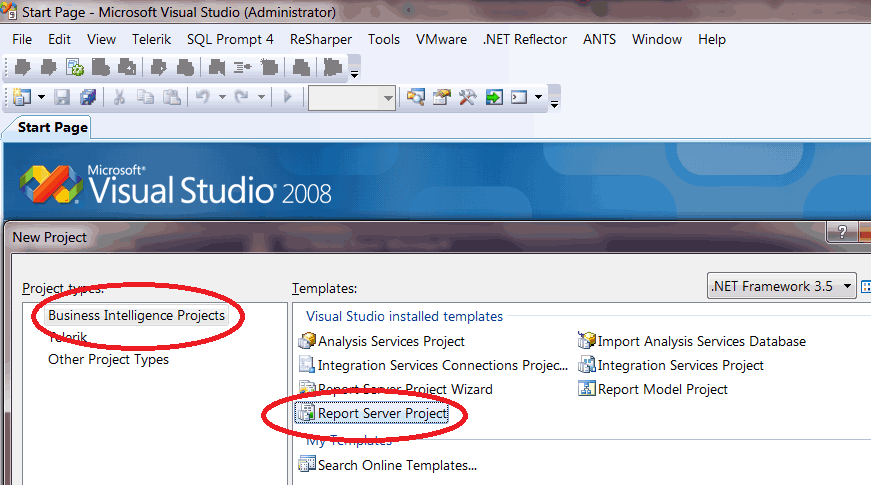 Start Page - Microsoft Visual Studio (Administrator)
File Edit View Telerik SQL Prompt 4 ReSharper Tools VMware .NET Reflector ANTS Window Help
Start Page
Microsoft®
Visual Studio® 2008
New Project
?
Project types:
Templates:
.NET Framework 3.5
Business Intelligence Projects
Telerik
Other Project Types
Visual Studio installed templates
Analysis Services Project
Import Analysis Services Database
Integration Services Connections Projec...
Integration Services Project
Report Server Project Wizard
Report Model Project
Report Server Project
My Templates
Search Online Templates...